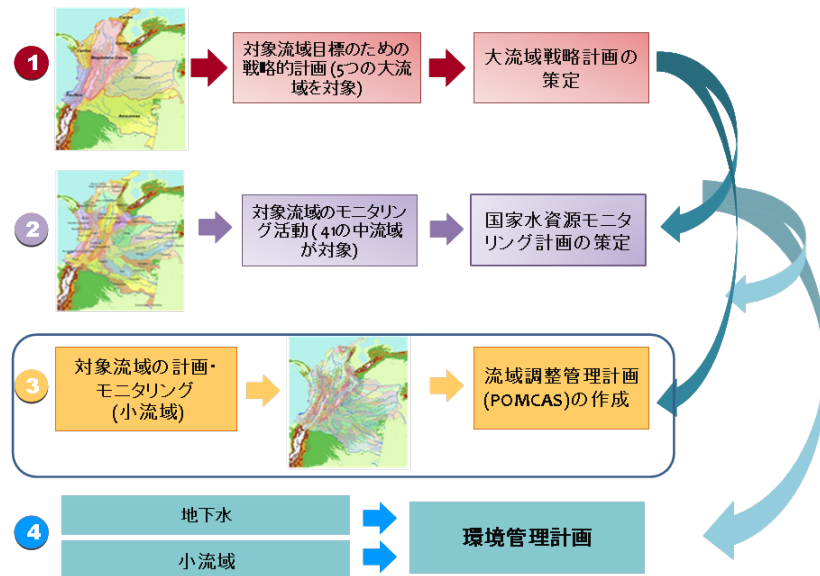 1
Caribe
Magdalena Cauca
Orinoco
Pacífico
Amazonas
対象流域目標のための
戦略的計画(5つの大流
域を対象)
大流域戦略計画の
策定
2
対象流域のモニタリン
グ活動(41の中流域
が対象)
国家水資源モニタ
リング計画の策定
3
対象流域の計画・
モニタリング
(小流域)
流域調整管理計画
(POMCAS)の作成
4
地下水
小流域
環境管理計画